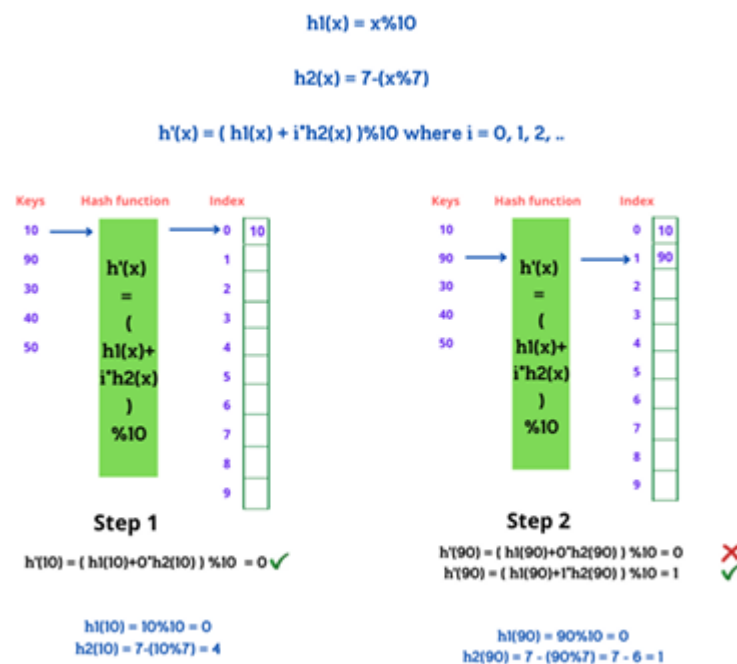 h1(x) = x%10
h2(x) = 7-(x%7)
h'(x) = ( h1(x) + i*h2(x) )%10 where i = 0, 1, 2, ..
Keys Hash function Index
10
90
30
40
50
h'(x)
=
(
h1(x)+
i*h2(x)
)
%10
0 10
1
2
3
4
5
6
7
8
9
Step 1
h'(10) = ( h1(10)+0*h2(10) ) %10 = 0
h1(10) = 10%10 = 0
h2(10) = 7-(10%7) = 4
Keys Hash function Index
10
90
30
40
50
h'(x)
=
(
h1(x)+
i*h2(x)
)
%10
0 10
1 90
2
3
4
5
6
7
8
9
Step 2
h'(90) = ( h1(90)+0*h2(90) ) %10 = 0
h'(90) = ( h1(90)+1*h2(90) ) %10 = 1
h1(90) = 90%10 = 0
h2(90) = 7 - (90%7) = 7 - 6 = 1